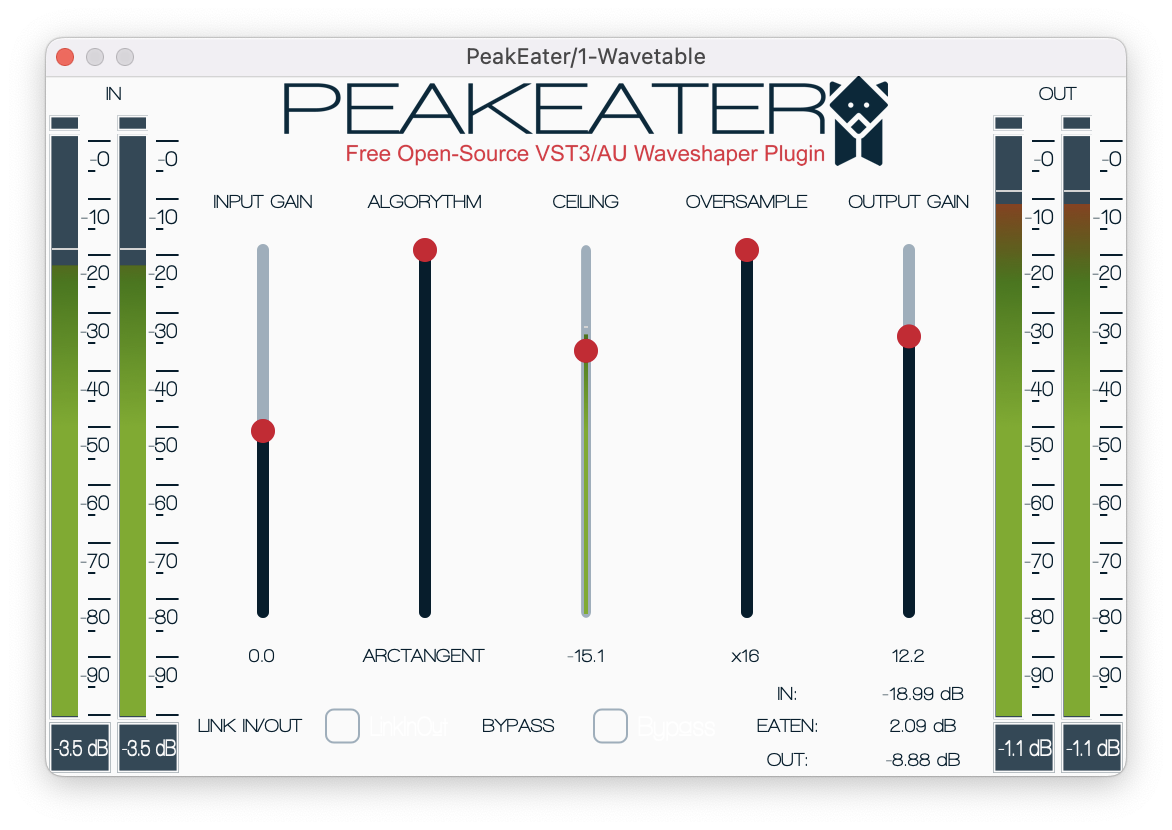 PeakEater/1-Wavetable
IN
OUT
PEAKEATER
Free Open-Source VST3/AU Waveshaper Plugin
INPUT GAIN
ALGORYTHM
CEILING
OVERSAMPLE
OUTPUT GAIN
-0 -0 -0 -0
-10 -10 -10 -10
-20 -20 -20 -20
-30 -30 -30 -30
-40 -40 -40 -40
-50 -50 -50 -50
-60 -60 -60 -60
-70 -70 -70 -70
-80 -80 -80 -80
-90 -90 -90 -90
0.0
ARCTANGENT
-15.1
x16
12.2
LINK IN/OUT
LinkInOut
BYPASS
Bypass
IN: -18.99 dB
EATEN: 2.09 dB
OUT: -8.88 dB
-3.5 dB -3.5 dB
-1.1 dB -1.1 dB